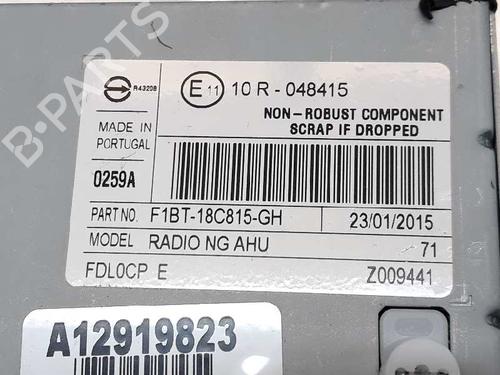 R43208
E 11 10 R - 048415
NON-ROBUST COMPONENT
SCRAP IF DROPPED
MADE IN
PORTUGAL
0259A
PART NO. F1BT-18C815-GH 23/01/2015
MODEL RADIO NG AHU 71
FDL0CP E Z009441
A12919823
B-PARTS